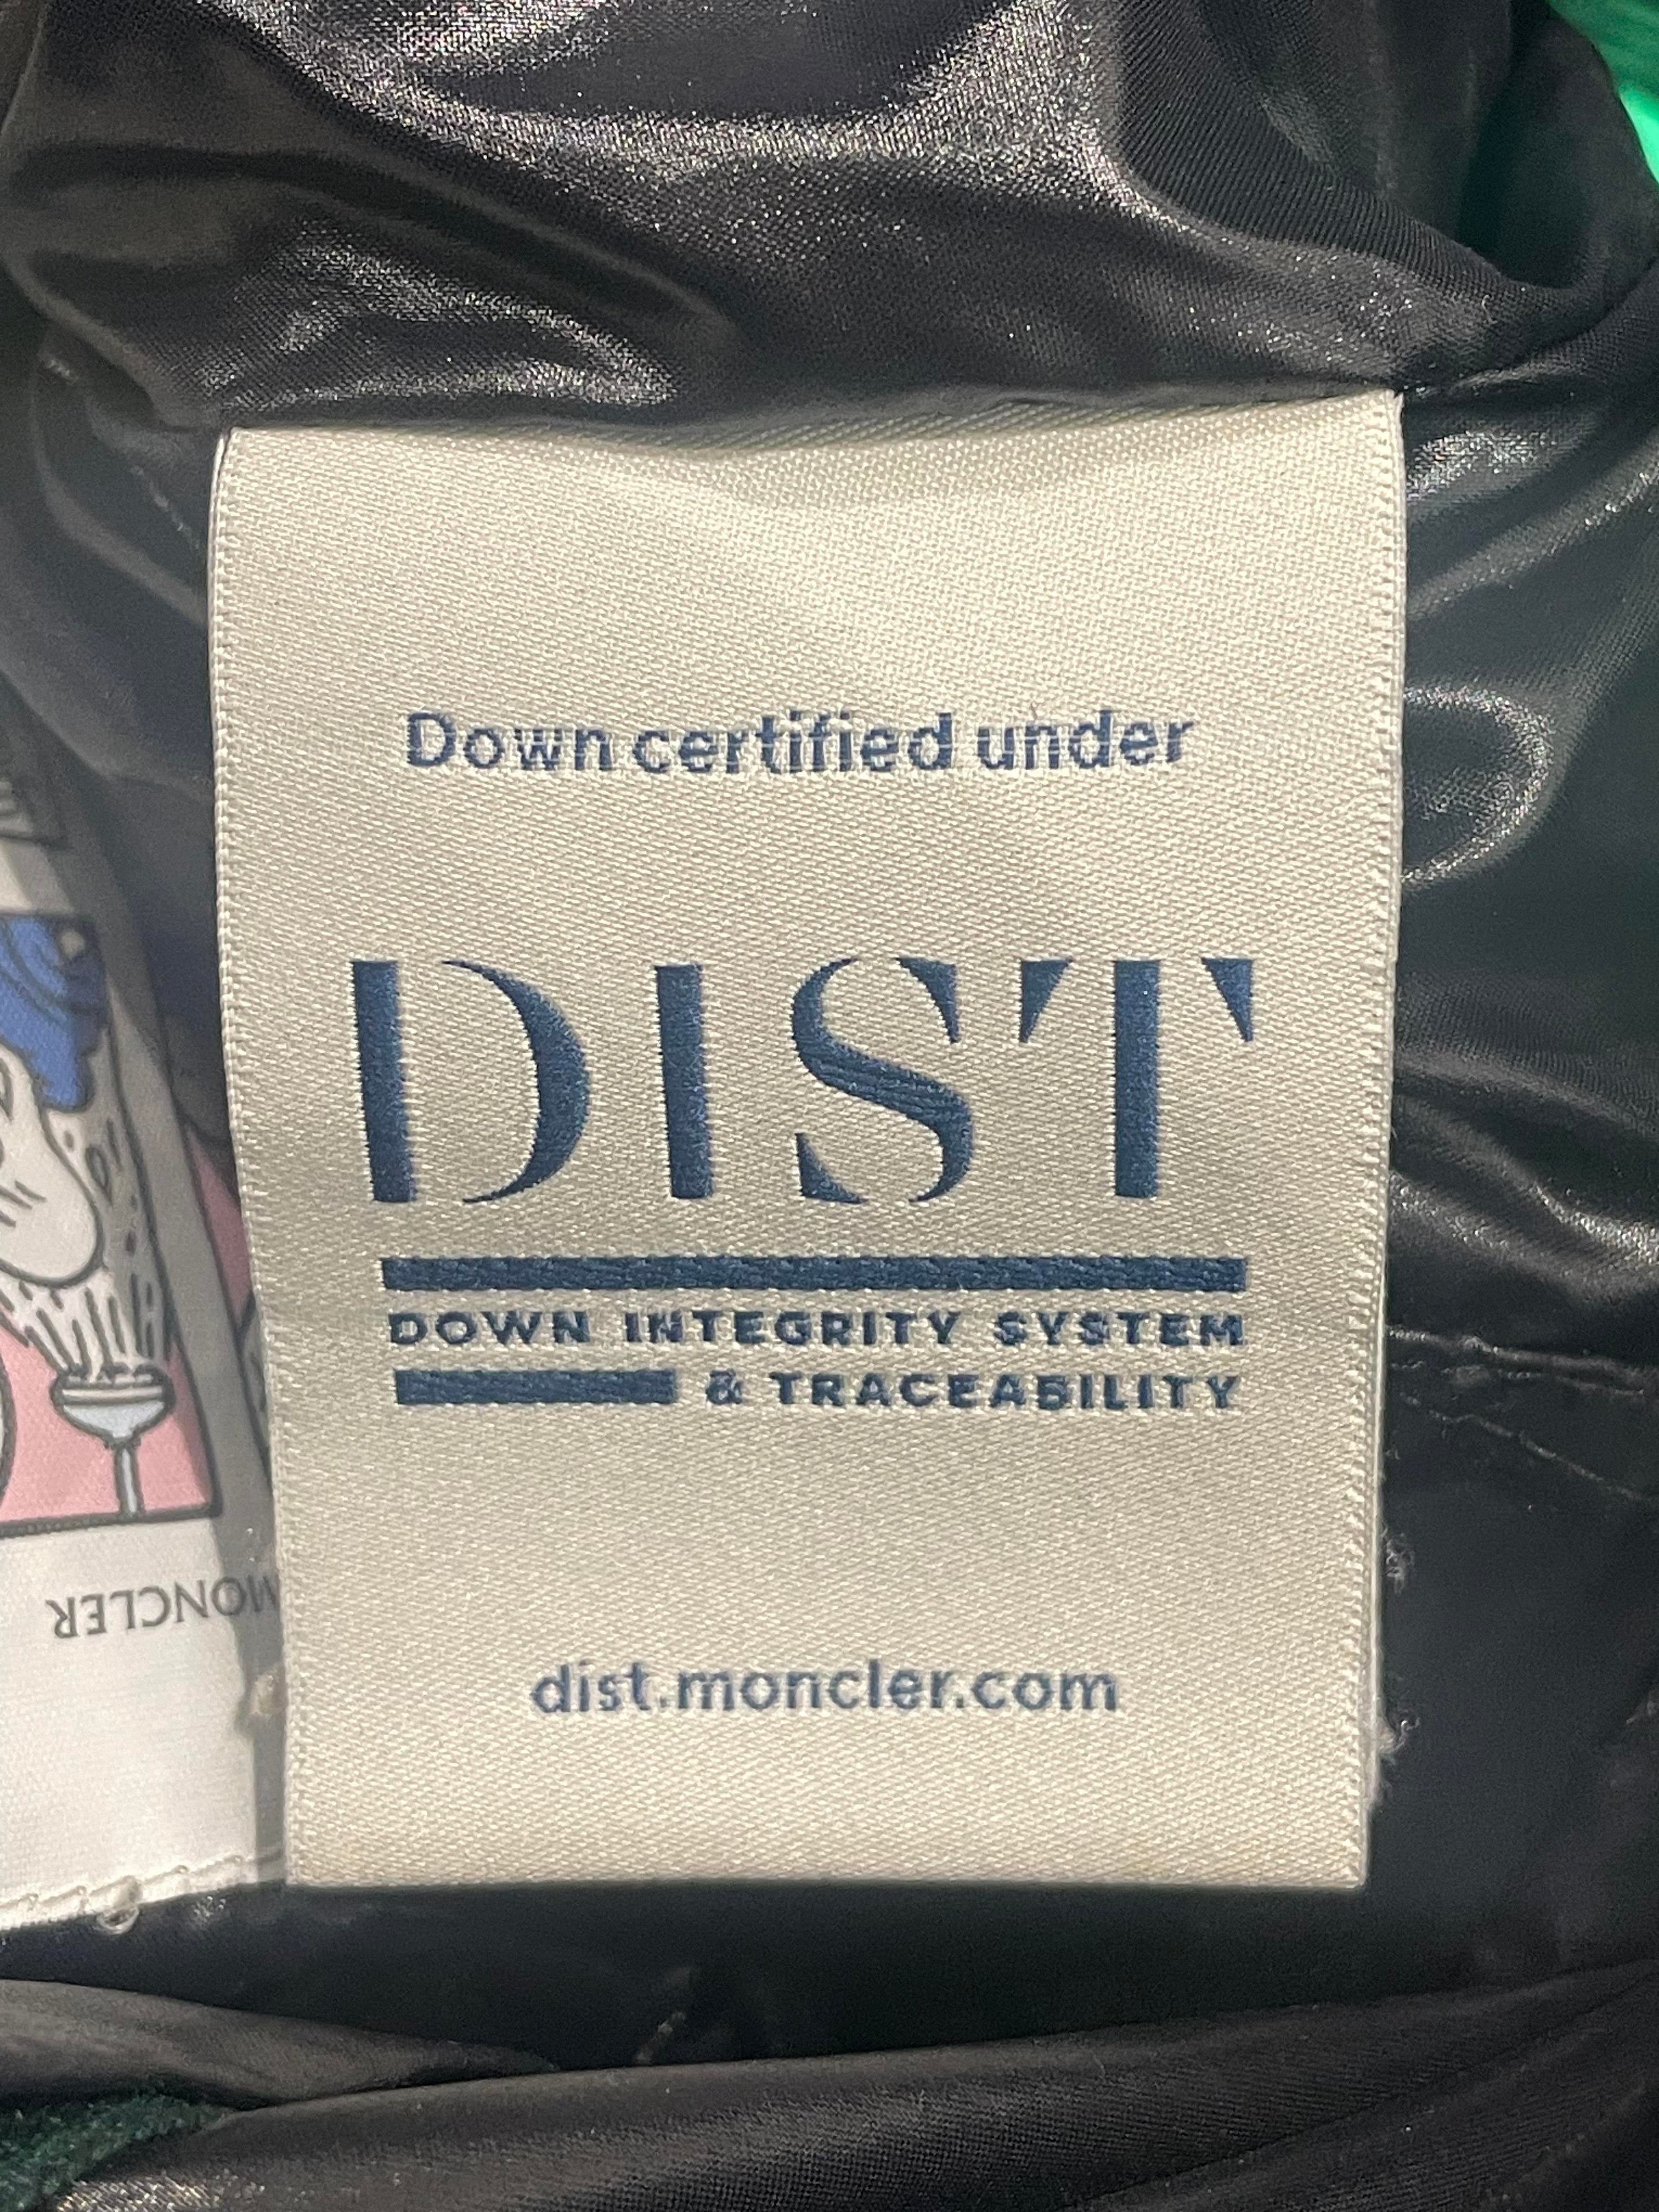 Down certified under
DIST
DOWN INTEGRITY SYSTEM
& TRACEABILITY
dist.moncler.com
MONCLER